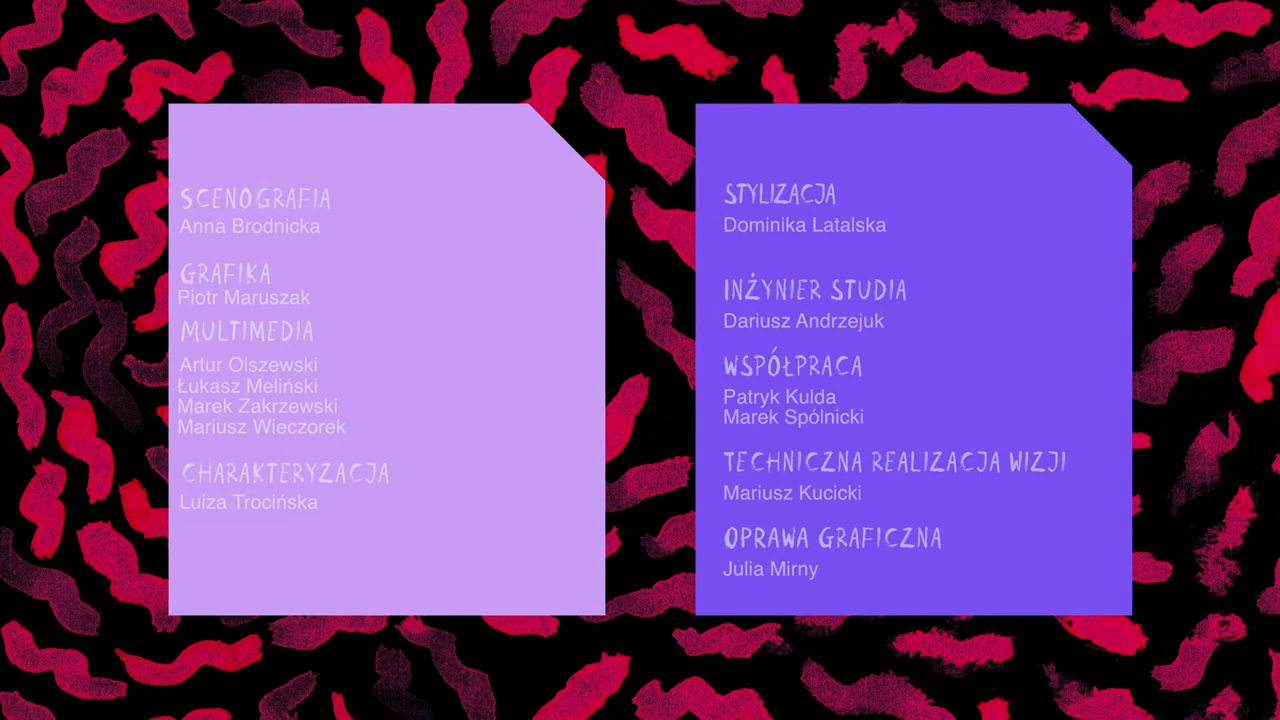 SCENOGRAFIA
Anna Brodnicka
GRAFIKA
Piotr Maruszak
MULTIMEDIA
Artur Olszewski
Łukasz Meliński
Marek Zakrzewski
Mariusz Wieczorek
CHARAKTERYZACJA
Luiza Trocińska
STYLIZACJA
Dominika Latalska
INŻYNIER STUDIA
Dariusz Andrzejuk
WSPÓŁPRACA
Patryk Kulda
Marek Spólnicki
TECHNICZNA REALIZACJA WIZJI
Mariusz Kucicki
OPRAWA GRAFICZNA
Julia Mirny